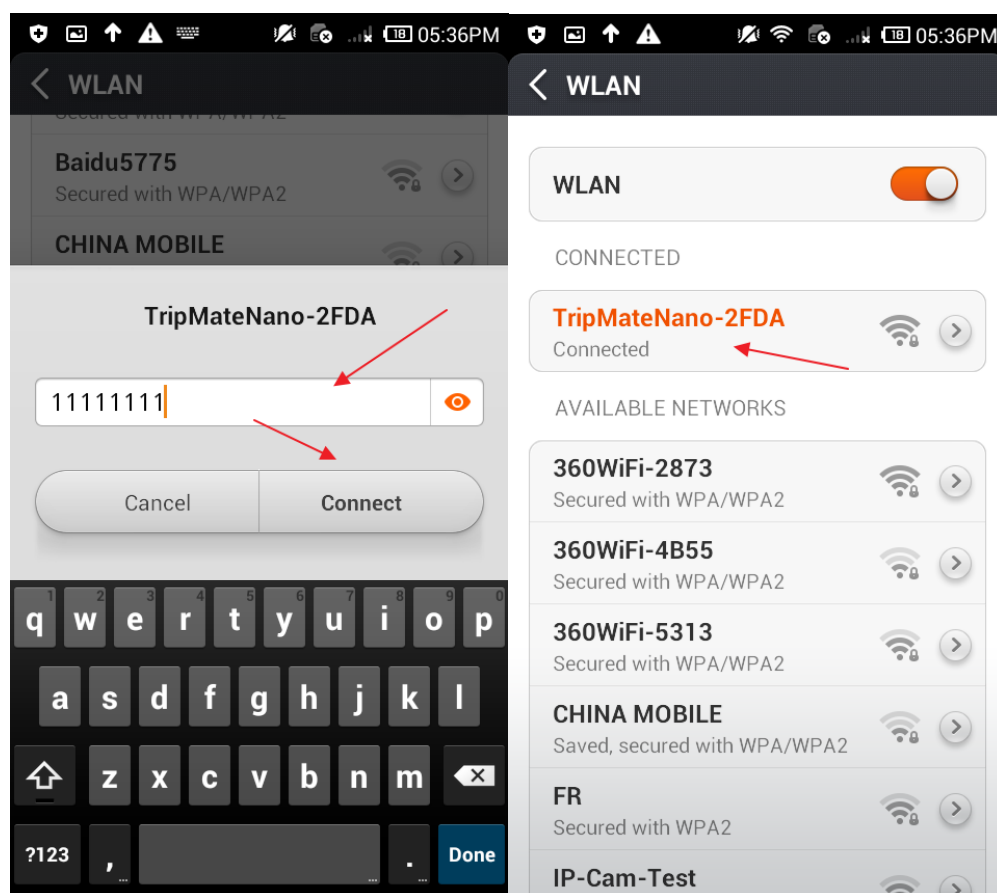 18 05:36PM
WLAN
Secured with WPA/WPA2
Baidu5775
Secured with WPA/WPA2
CHINA MOBILE
TripMateNano-2FDA
11111111
Cancel Connect
1 2 3 4 5 6 7 8 9 0
q w e r t y u i o p
a s d f g h j k l
z x c v b n m
?123 , ... ... . ... Done
18 05:36PM
WLAN
WLAN
CONNECTED
TripMateNano-2FDA
Connected
AVAILABLE NETWORKS
360WiFi-2873
Secured with WPA/WPA2
360WiFi-4B55
Secured with WPA/WPA2
360WiFi-5313
Secured with WPA/WPA2
CHINA MOBILE
Saved, secured with WPA/WPA2
FR
Secured with WPA2
IP-Cam-Test